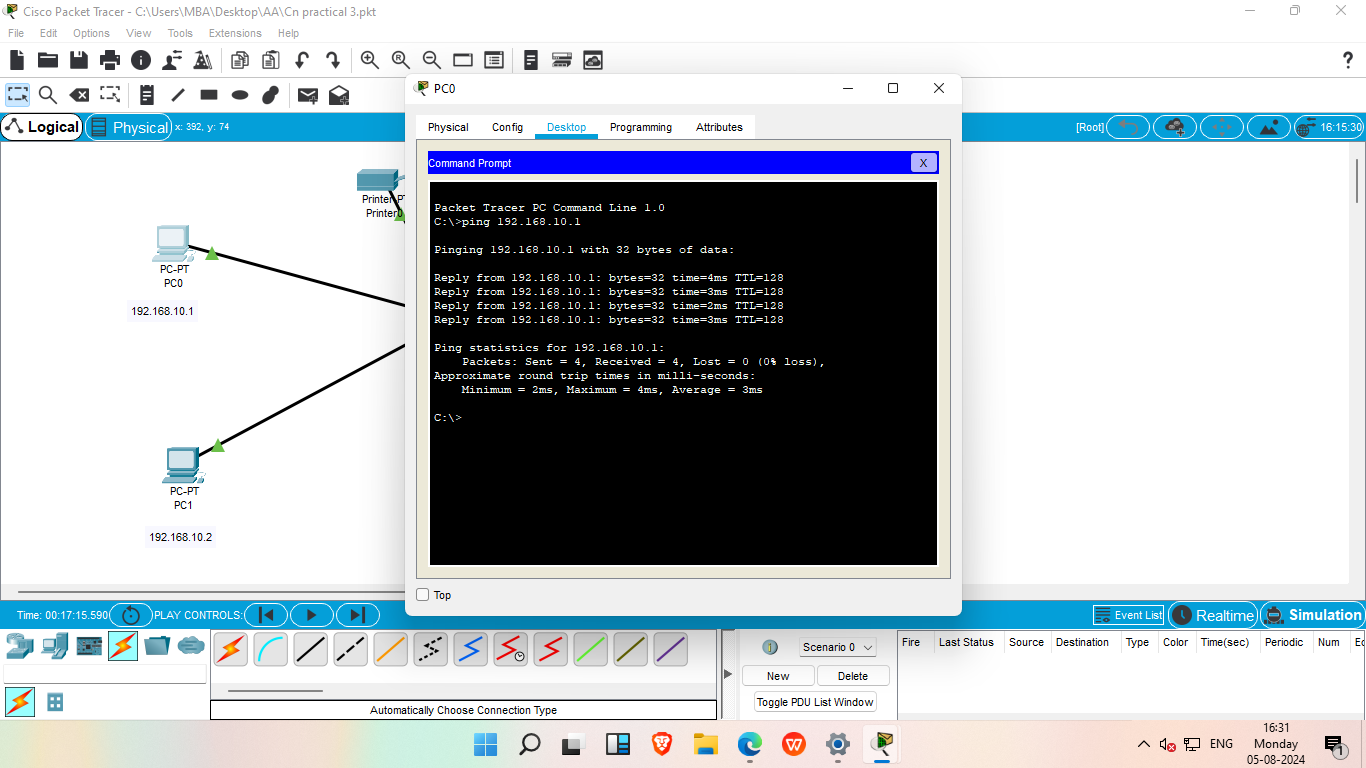 Cisco Packet Tracer - C:\Users\MBA\Desktop\AA\Cn practical 3.pkt
File Edit Options View Tools Extensions Help
Logical
Physical
x: 392, y: 74
[Root]
16:15:30
PC0
Physical Config Desktop Programming Attributes
Command Prompt
X
Packet Tracer PC Command Line 1.0
C:\>ping 192.168.10.1
Pinging 192.168.10.1 with 32 bytes of data:
Reply from 192.168.10.1: bytes=32 time=4ms TTL=128
Reply from 192.168.10.1: bytes=32 time=3ms TTL=128
Reply from 192.168.10.1: bytes=32 time=2ms TTL=128
Reply from 192.168.10.1: bytes=32 time=3ms TTL=128
Ping statistics for 192.168.10.1:
Packets: Sent = 4, Received = 4, Lost = 0 (0% loss),
Approximate round trip times in milli-seconds:
Minimum = 2ms, Maximum = 4ms, Average = 3ms
C:\>
Top
Printer-PT
Printer0
PC-PT
PC0
192.168.10.1
PC-PT
PC1
192.168.10.2
Time: 00:17:15.590
PLAY CONTROLS:
Event List
Realtime
Simulation
Automatically Choose Connection Type
Scenario 0
New
Delete
Toggle PDU List Window
Fire Last Status Source Destination Type Color Time(sec) Periodic Num
ENG
16:31
Monday
05-08-2024
1